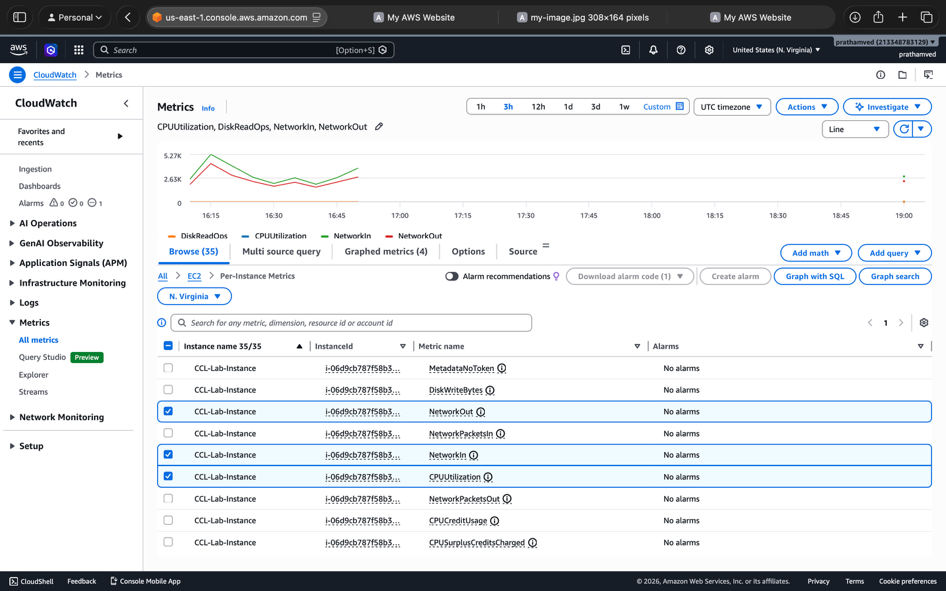 Personal
us-east-1.console.aws.amazon.com
My AWS Website
my-image.jpg 308×164 pixels
My AWS Website
aws
Search
[Option+S]
United States (N. Virginia)
prathamved (213348783129)
prathamved
CloudWatch
Metrics
CloudWatch
Favorites and
recents
Ingestion
Dashboards
Alarms 0 0 1
AI Operations
GenAI Observability
Application Signals (APM)
Infrastructure Monitoring
Logs
Metrics
All metrics
Query Studio Preview
Explorer
Streams
Network Monitoring
Setup
Metrics Info
1h 3h 12h 1d 3d 1w Custom
UTC timezone
Actions
Investigate
CPUUtilization, DiskReadOps, NetworkIn, NetworkOut
Line
5.27K
2.63K
0
16:15 16:30 16:45 17:00 17:15 17:30 17:45 18:00 18:15 18:30 18:45 19:00
DiskReadOps CPUUtilization NetworkIn NetworkOut
Browse (35) Multi source query Graphed metrics (4) Options Source
Add math Add query
All EC2 Per-Instance Metrics
Alarm recommendations
Download alarm code (1) Create alarm Graph with SQL Graph search
N. Virginia
Search for any metric, dimension, resource id or account id
1
Instance name 35/35 InstanceId Metric name Alarms
CCL-Lab-Instance i-06d9cb787f58b3... MetadataNoToken No alarms
CCL-Lab-Instance i-06d9cb787f58b3... DiskWriteBytes No alarms
CCL-Lab-Instance i-06d9cb787f58b3... NetworkOut No alarms
CCL-Lab-Instance i-06d9cb787f58b3... NetworkPacketsIn No alarms
CCL-Lab-Instance i-06d9cb787f58b3... NetworkIn No alarms
CCL-Lab-Instance i-06d9cb787f58b3... CPUUtilization No alarms
CCL-Lab-Instance i-06d9cb787f58b3... NetworkPacketsOut No alarms
CCL-Lab-Instance i-06d9cb787f58b3... CPUCreditUsage No alarms
CCL-Lab-Instance i-06d9cb787f58b3... CPUSurplusCreditsCharged No alarms
CloudShell Feedback Console Mobile App
© 2026, Amazon Web Services, Inc. or its affiliates. Privacy Terms Cookie preferences